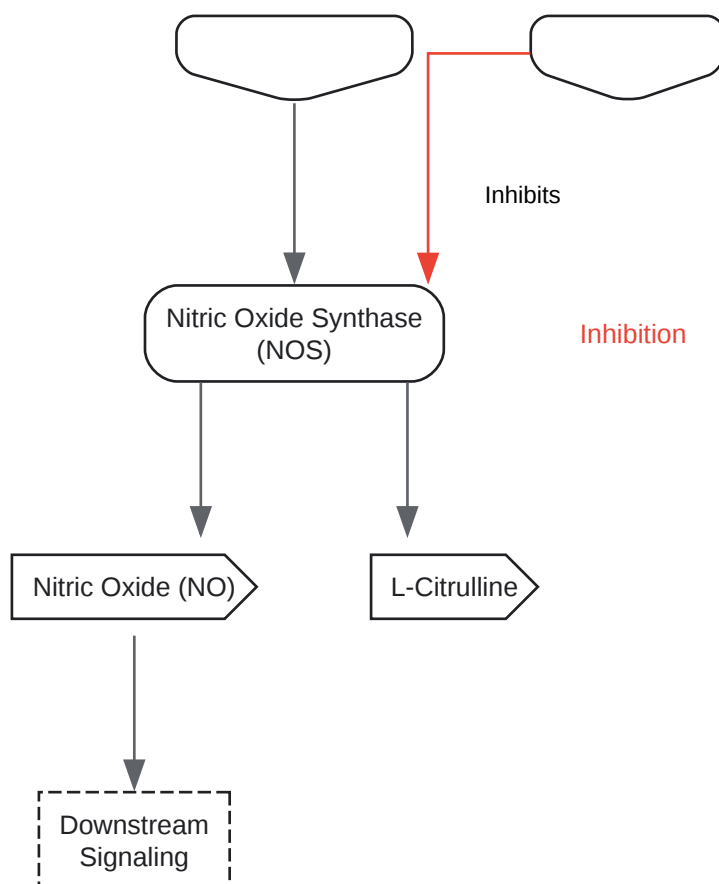 Inhibits
Nitric Oxide Synthase
(NOS)
Inhibition
Nitric Oxide (NO)
L-Citrulline
Downstream
Signaling